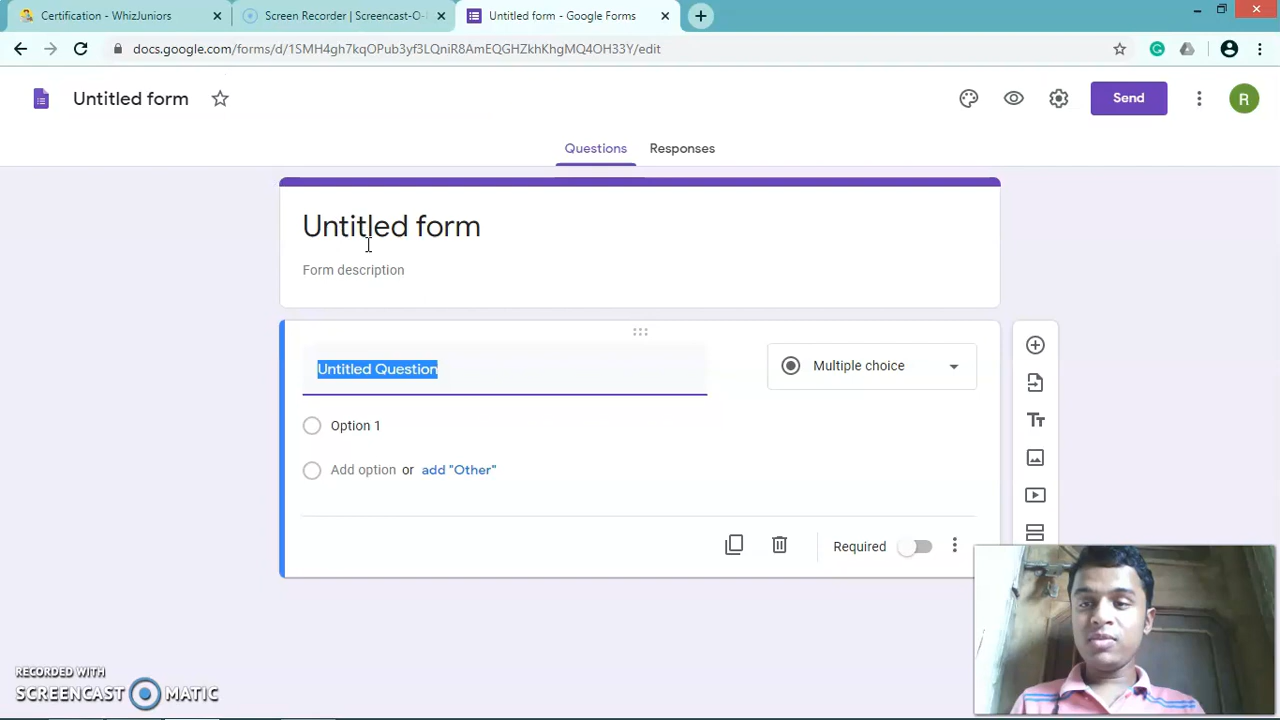 Certification - WhizJuniors
Screen Recorder | Screencast-O-
Untitled form - Google Forms
docs.google.com/forms/d/1SMH4gh7kqOPub3yf3LQniR8AmEQGHZkhKhgMQ4OH33Y/edit
Untitled form
Send
R
Questions
Responses
Untitled form
Form description
Untitled Question
Multiple choice
Option 1
Add option or add "Other"
Required
RECORDED WITH
SCREENCAST MATIC